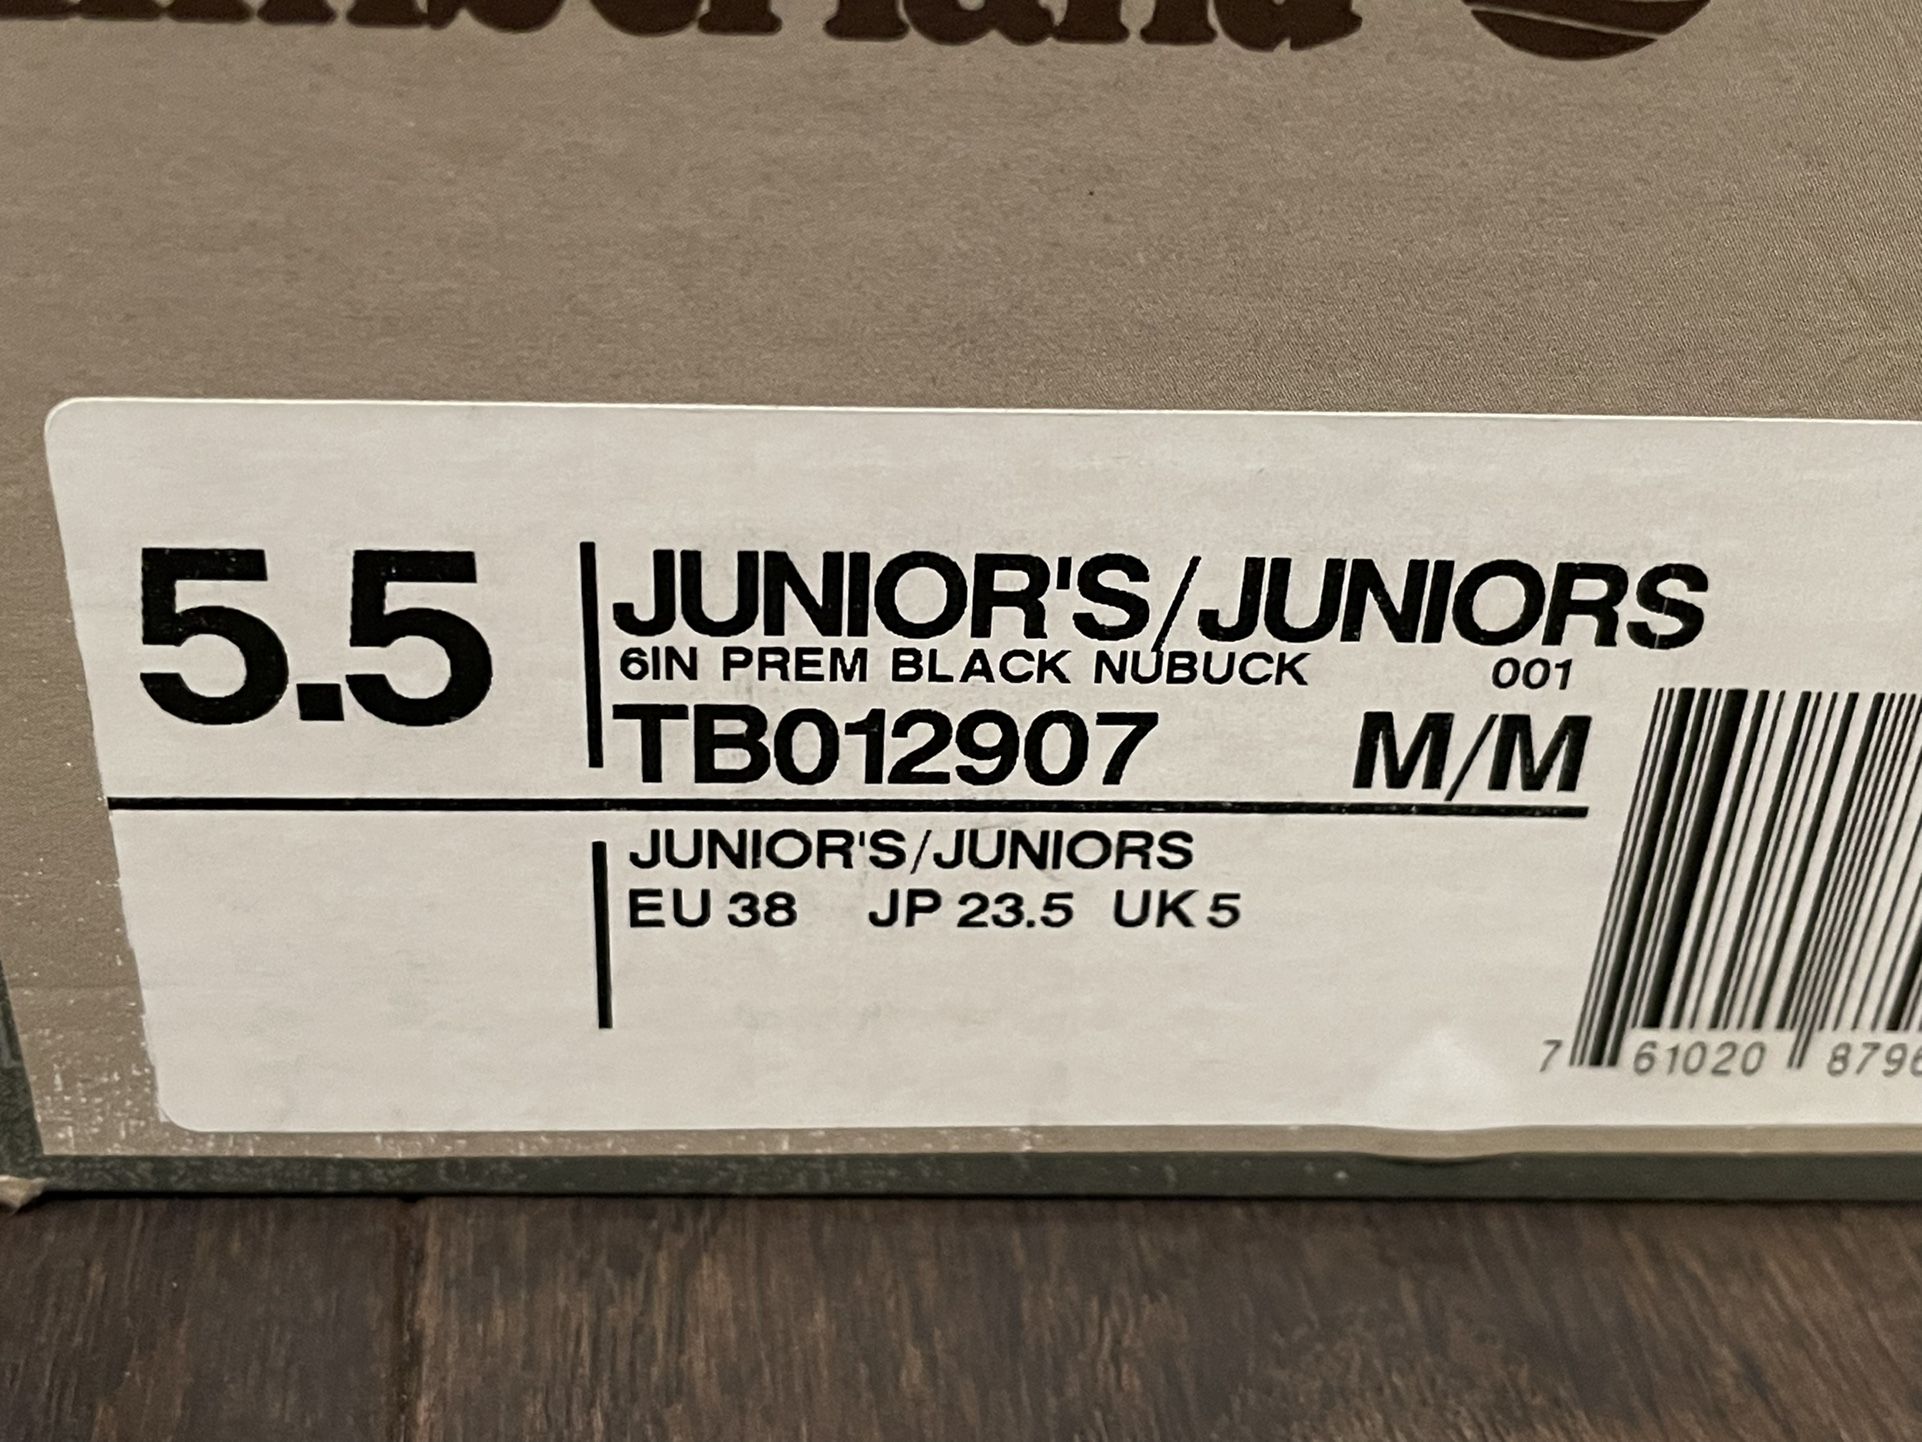 Timberland
5.5
JUNIOR'S/JUNIORS
6IN PREM BLACK NUBUCK 001
TB012907 M/M
JUNIOR'S/JUNIORS
EU 38 JP 23.5 UK 5
7 61020 8796